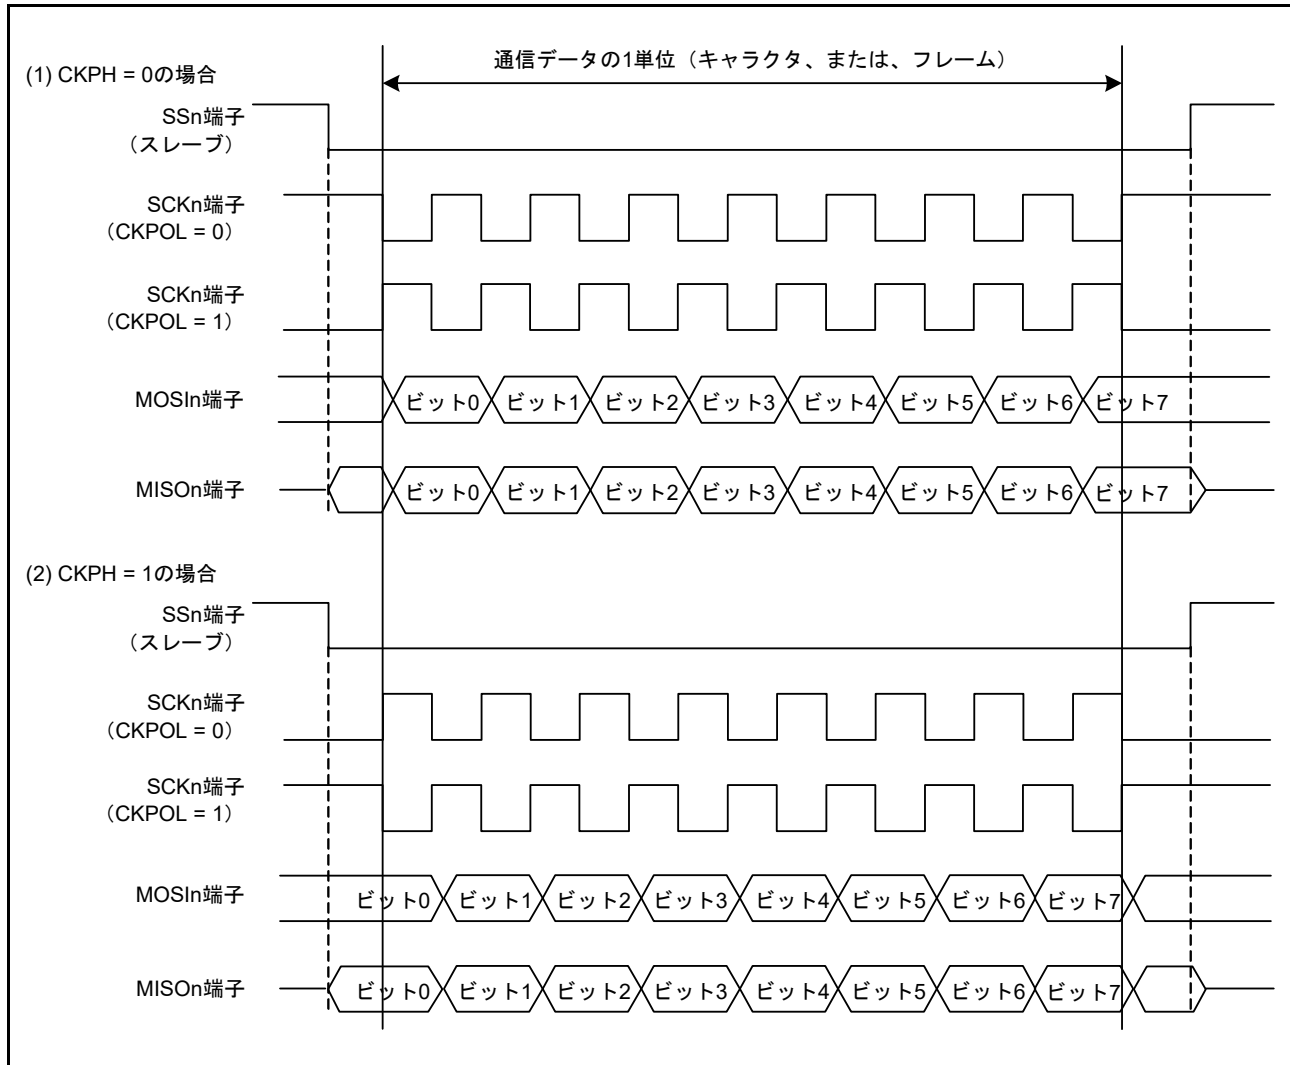 通信データの1単位（キャラクタ、または、フレーム）
(1) CKPH = 0の場合
SSn端子
（スレーブ）
SCKn端子
（CKPOL = 0）
SCKn端子
（CKPOL = 1）
MOSIn端子 ビット0 ビット1 ビット2 ビット3 ビット4 ビット5 ビット6 ビット7
MISOn端子 ビット0 ビット1 ビット2 ビット3 ビット4 ビット5 ビット6 ビット7
(2) CKPH = 1の場合
SSn端子
（スレーブ）
SCKn端子
（CKPOL = 0）
SCKn端子
（CKPOL = 1）
MOSIn端子 ビット0 ビット1 ビット2 ビット3 ビット4 ビット5 ビット6 ビット7
MISOn端子 ビット0 ビット1 ビット2 ビット3 ビット4 ビット5 ビット6 ビット7